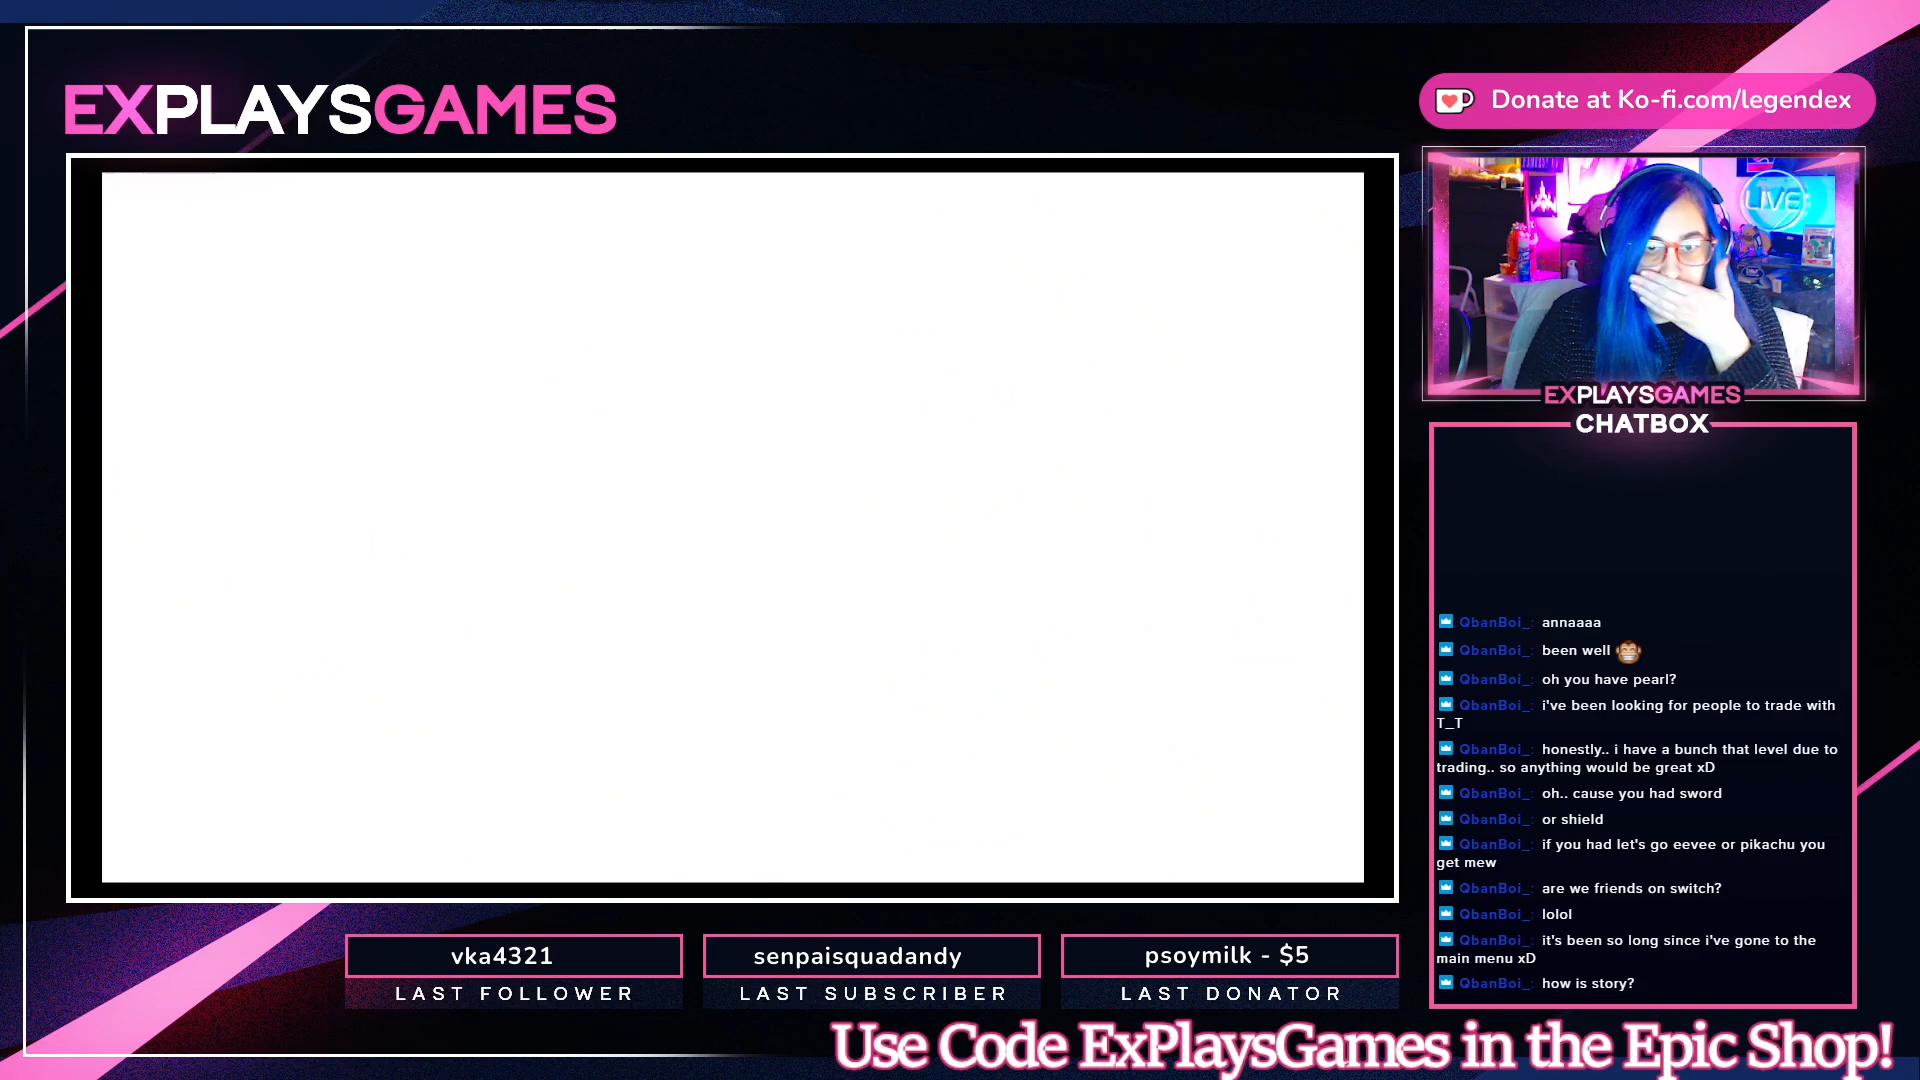 EXPLAYSGAMES
Donate at Ko-fi.com/legendex
LIVE
EXPLAYSGAMES
CHATBOX
QbanBoi_: annaaaa
QbanBoi_: been well
QbanBoi_: oh you have pearl?
QbanBoi_: i've been looking for people to trade with
T_T
QbanBoi_: honestly.. i have a bunch that level due to
trading.. so anything would be great xD
QbanBoi_: oh.. cause you had sword
QbanBoi_: or shield
QbanBoi_: if you had let's go eevee or pikachu you
get mew
QbanBoi_: are we friends on switch?
QbanBoi_: lolol
QbanBoi_: it's been so long since i've gone to the
main menu xD
QbanBoi_: how is story?
vka4321
LAST FOLLOWER
senpaisquadandy
LAST SUBSCRIBER
psoymilk - $5
LAST DONATOR
Use Code ExPlaysGames in the Epic Shop!